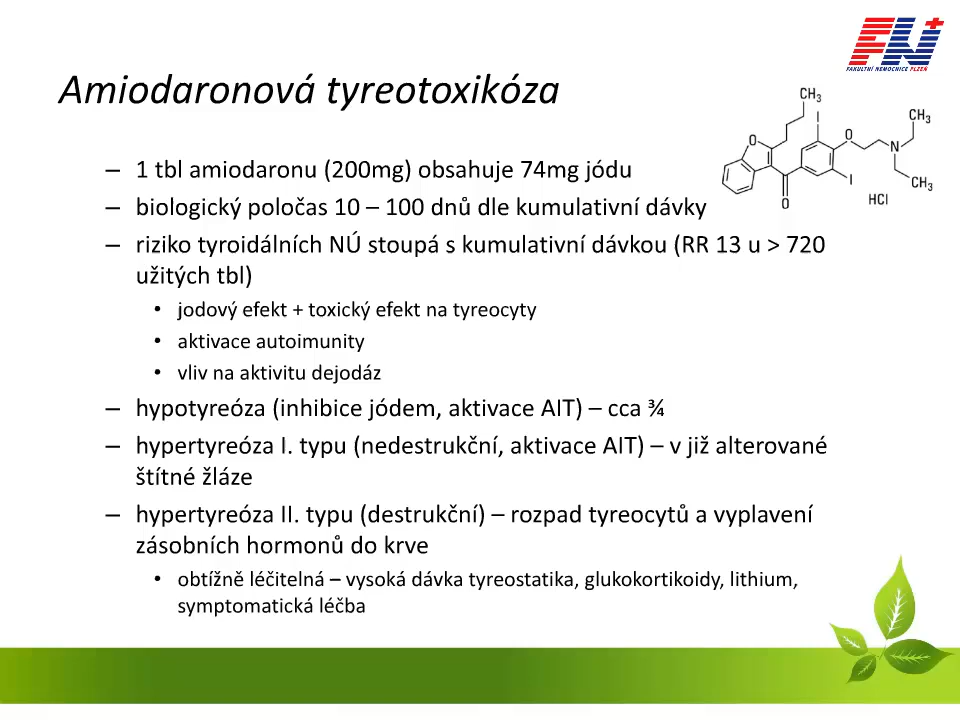 FN
FAKULTNÍ NEMOCNICE PLZEŇ
Amiodaronová tyreotoxikóza
CH3
CH3
O
I
O
N
I
CH3
O
HCl
– 1 tbl amiodaronu (200mg) obsahuje 74mg jódu
– biologický poločas 10 – 100 dnů dle kumulativní dávky
– riziko tyroidálních NÚ stoupá s kumulativní dávkou (RR 13 u > 720
užitých tbl)
• jodový efekt + toxický efekt na tyreocyty
• aktivace autoimunity
• vliv na aktivitu dejodáz
– hypotyreóza (inhibice jódem, aktivace AIT) – cca ¾
– hypertyreóza I. typu (nedestrukční, aktivace AIT) – v již alterované
štítné žláze
– hypertyreóza II. typu (destrukční) – rozpad tyreocytů a vyplavení
zásobních hormonů do krve
• obtížně léčitelná – vysoká dávka tyreostatika, glukokortikoidy, lithium,
symptomatická léčba